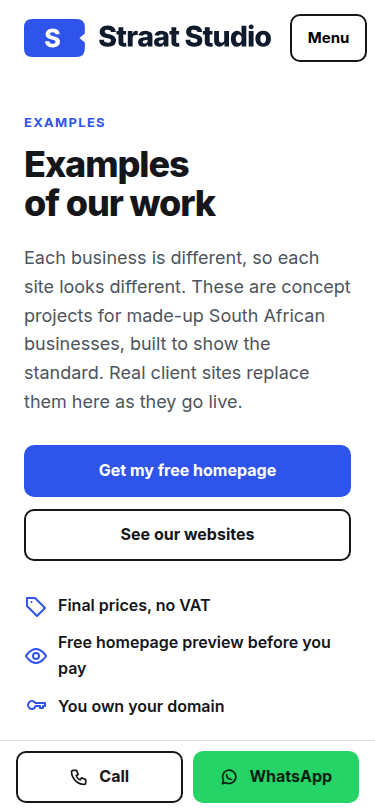 S Straat Studio
Menu
EXAMPLES
Examples
of our work
Each business is different, so each
site looks different. These are concept
projects for made-up South African
businesses, built to show the
standard. Real client sites replace
them here as they go live.
Get my free homepage
See our websites
Final prices, no VAT
Free homepage preview before you
pay
You own your domain
Call
WhatsApp